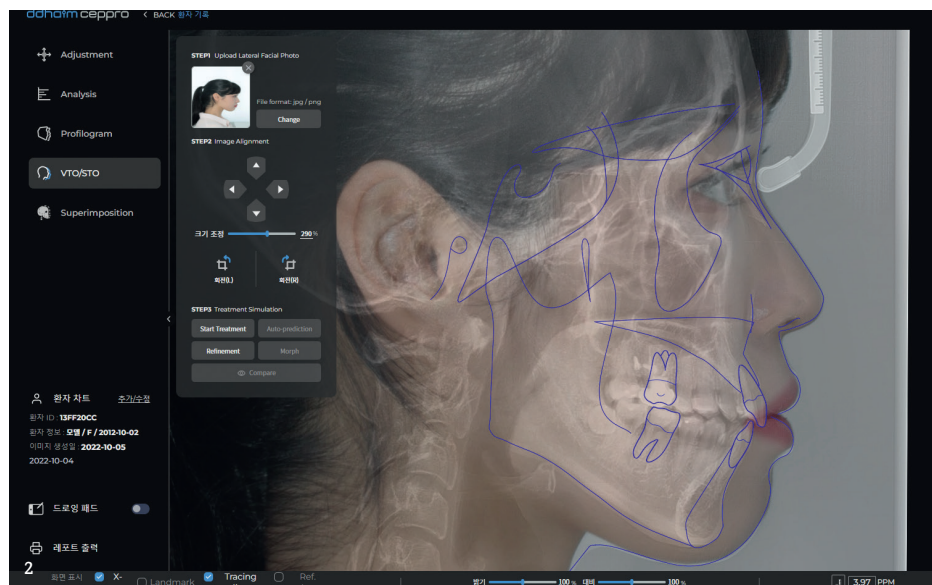 ddhaim ceppro < BACK 환자 기록
Adjustment
Analysis
Profilogram
VTO/STO
Superimposition
STEP1 Upload Lateral Facial Photo
File format: jpg / png
Change
STEP2 Image Alignment
크기 조정 290%
회전(L) 회전(R)
STEP3 Treatment Simulation
Start Treatment Auto-prediction
Refinement Morph
Compare
환자 차트 추가/수정
환자 ID : 13FF20CC
환자 정보 : 모델 / F / 2012-10-02
이미지 생성일 : 2022-10-05
2022-10-04
드로잉 패드
레포트 출력
2
화면 표시 X- Landmark Tracing Ref. 밝기 100 % 대비 100 % 3.97 PPM